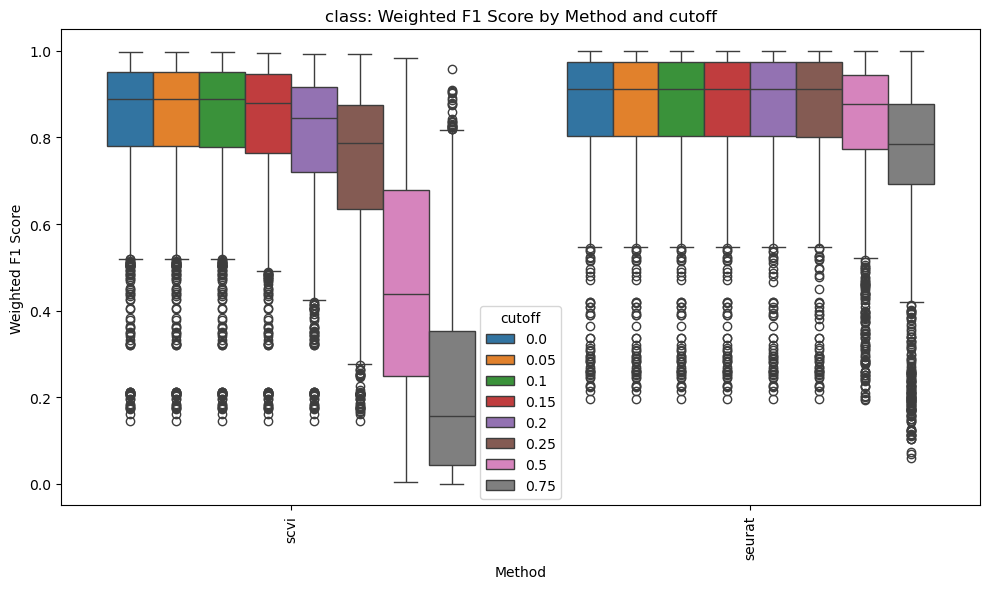 class: Weighted F1 Score by Method and cutoff
Weighted F1 Score
1.0
0.8
0.6
0.4
0.2
0.0
cutoff
0.0
0.05
0.1
0.15
0.2
0.25
0.5
0.75
scvi
seurat
Method